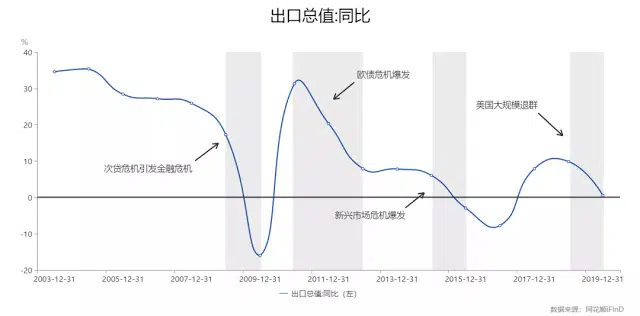 出口总值:同比
%
40
30
20
10
0
-10
-20
欧债危机爆发
美国大规模退群
次贷危机引发金融危机
新兴市场危机爆发
2003-12-31 2005-12-31 2007-12-31 2009-12-31 2011-12-31 2013-12-31 2015-12-31 2017-12-31 2019-12-31
出口总值:同比（左）
数据来源：同花顺iFinD